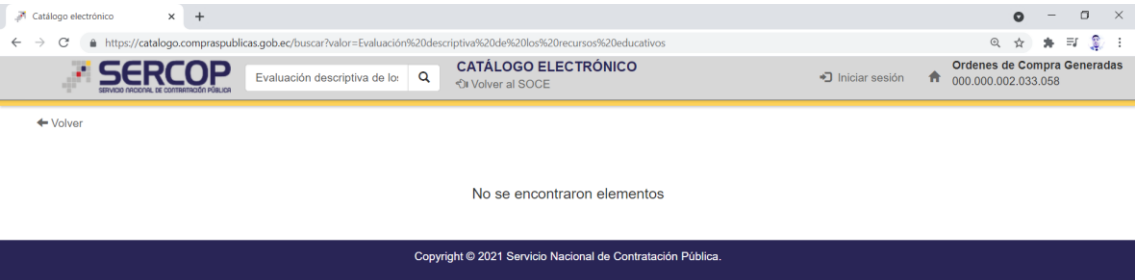 Catálogo electrónico
https://catalogo.compraspublicas.gob.ec/buscar?valor=Evaluación%20descriptiva%20de%20los%20recursos%20educativos
SERCOP
SERVICIO NACIONAL DE CONTRATACIÓN PÚBLICA
Evaluación descriptiva de lo:
CATÁLOGO ELECTRÓNICO
Volver al SOCE
Iniciar sesión
Ordenes de Compra Generadas
000.000.002.033.058
Volver
No se encontraron elementos
Copyright © 2021 Servicio Nacional de Contratación Pública.